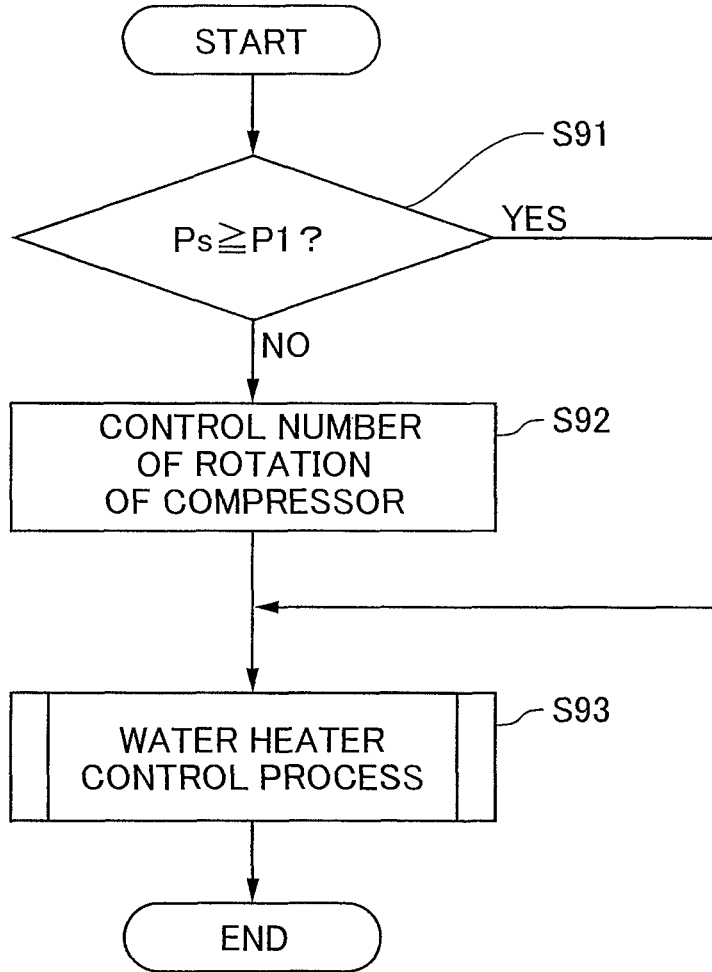 START
S91
Ps≧P1?
YES
NO
CONTROL NUMBER
OF ROTATION
OF COMPRESSOR
S92
WATER HEATER
CONTROL PROCESS
S93
END